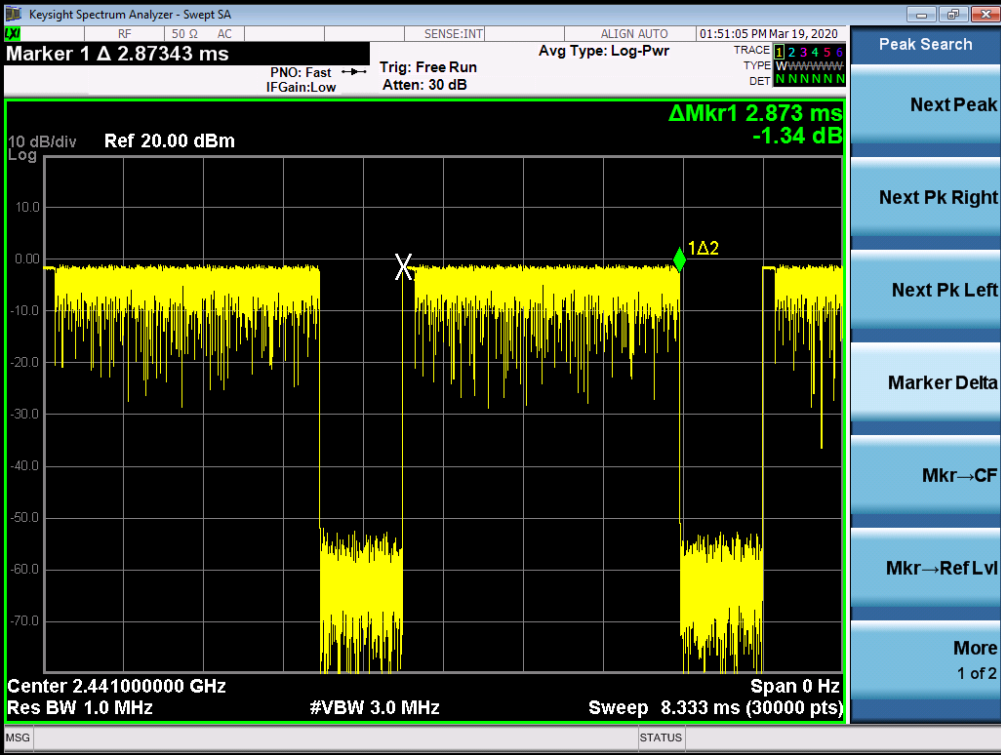 Keysight Spectrum Analyzer - Swept SA
LXI RF 50 Ω AC SENSE:INT ALIGN AUTO 01:51:05 PM Mar 19, 2020
Marker 1 Δ 2.87343 ms
PNO: Fast
IFGain:Low
Trig: Free Run
Atten: 30 dB
Avg Type: Log-Pwr
TRACE 1 2 3 4 5 6
TYPE WWWWWW
DET N N N N N N
ΔMkr1 2.873 ms
-1.34 dB
10 dB/div Ref 20.00 dBm
Log
10.0
0.00
-10.0
-20.0
-30.0
-40.0
-50.0
-60.0
-70.0
1Δ2
Center 2.441000000 GHz Span 0 Hz
Res BW 1.0 MHz #VBW 3.0 MHz Sweep 8.333 ms (30000 pts)
MSG STATUS
Peak Search
Next Peak
Next Pk Right
Next Pk Left
Marker Delta
Mkr→CF
Mkr→Ref Lvl
More
1 of 2